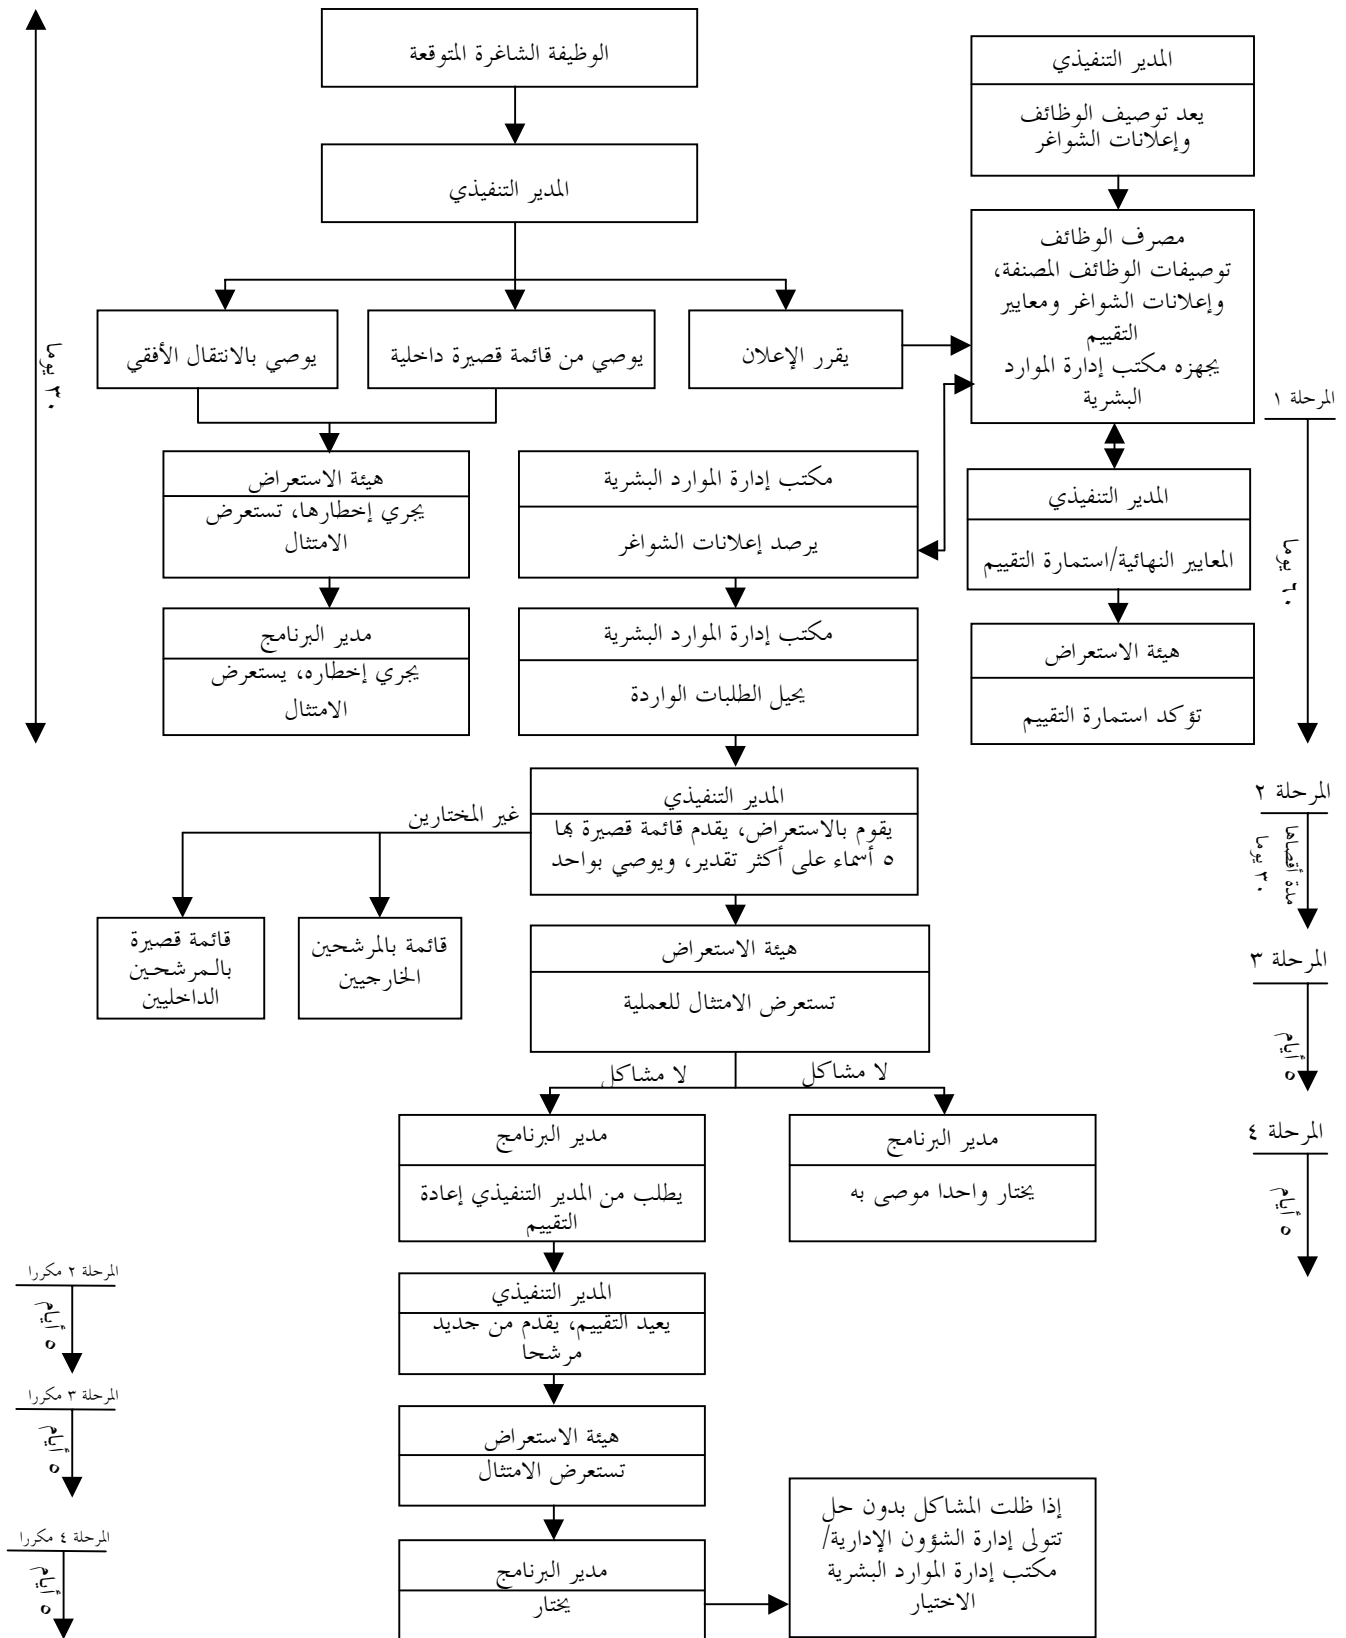 الوظيفة الشاغرة المتوقعة
المدير التنفيذي
يعد توصيف الوظائف
وإعلانات الشواغر
المدير التنفيذي
مصرف الوظائف
توصيفات الوظائف المصنفة،
وإعلانات الشواغر ومعايير
التقييم
يجهزه مكتب إدارة الموارد
البشرية
يوصي بالانتقال الأفقي
يوصي من قائمة قصيرة داخلية
يقرر الإعلان
٣٠ يوما
المرحلة ١
٦٠ يوما
هيئة الاستعراض
يجري إخطارها، تستعرض
الامتثال
مكتب إدارة الموارد البشرية
يرصد إعلانات الشواغر
المدير التنفيذي
المعايير النهائية/استمارة التقييم
مدير البرنامج
يجري إخطاره، يستعرض
الامتثال
مكتب إدارة الموارد البشرية
يحيل الطلبات الواردة
هيئة الاستعراض
تؤكد استمارة التقييم
المدير التنفيذي
يقوم بالاستعراض، يقدم قائمة قصيرة بها
٥ أسماء على أكثر تقدير، ويوصي بواحد
غير المختارين
المرحلة ٢
مدة أقصاها
٣٠ يوما
قائمة قصيرة
بالمرشحين
الداخليين
قائمة بالمرشحين
الخارجيين
هيئة الاستعراض
تستعرض الامتثال للعملية
المرحلة ٣
٥ أيام
لا مشاكل
لا مشاكل
مدير البرنامج
يطلب من المدير التنفيذي إعادة
التقييم
مدير البرنامج
يختار واحدا موصى به
المرحلة ٤
٥ أيام
المرحلة ٢ مكررا
٥ أيام
المدير التنفيذي
يعيد التقييم، يقدم من جديد
مرشحا
المرحلة ٣ مكررا
٥ أيام
هيئة الاستعراض
تستعرض الامتثال
المرحلة ٤ مكررا
٥ أيام
مدير البرنامج
يختار
إذا ظلت المشاكل بدون حل
تتولى إدارة الشؤون الإدارية/
مكتب إدارة الموارد البشرية
الاختيار